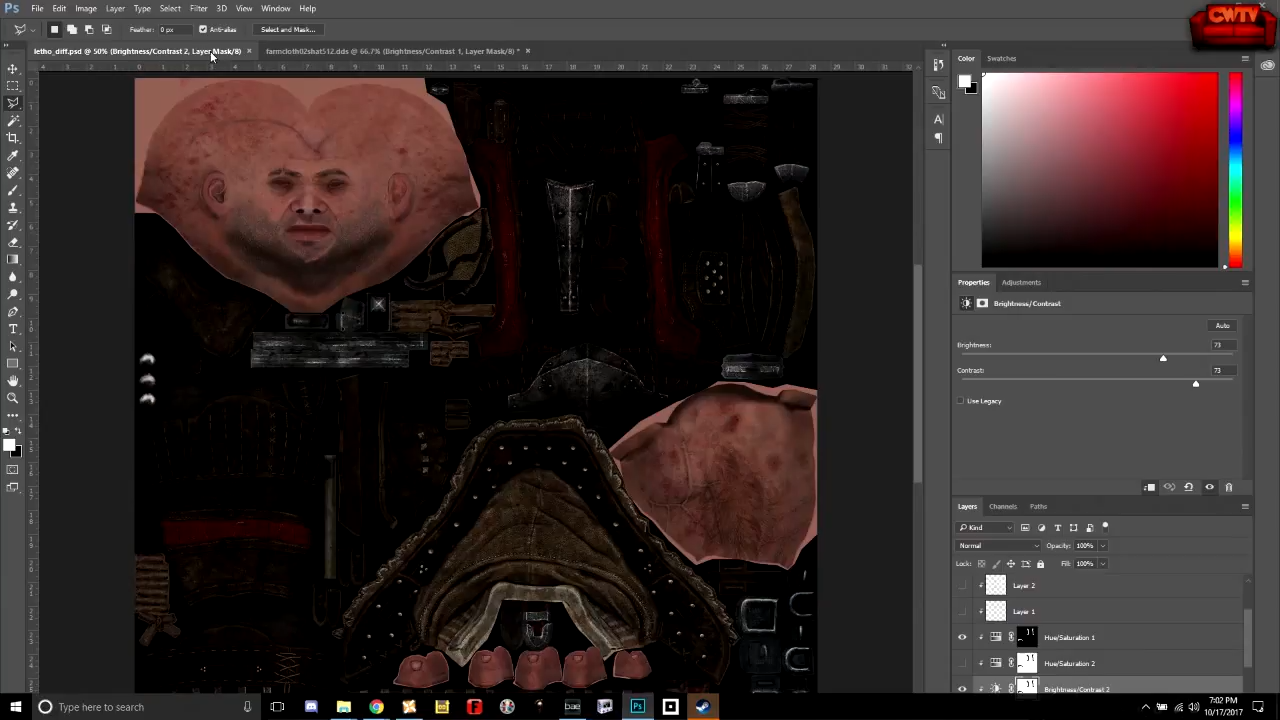 Ps File Edit Image Layer Type Select Filter 3D View Window Help
CWTV
Feather: 0 px Anti-alias Select and Mask...
letho_diff.psd @ 50% (Brightness/Contrast 2, Layer Mask/8) × farmcloth02shat512.dds @ 66.7% (Brightness/Contrast 1, Layer Mask/8) * ×
Color Swatches
Properties Adjustments
Brightness/Contrast
Auto
Brightness: 73
Contrast: 73
Use Legacy
Layers Channels Paths
Kind
Normal Opacity: 100%
Lock: Fill: 100%
Layer 2
Layer 1
Hue/Saturation 1
Hue/Saturation 2
Brightness/Contrast 2
Type here to search
bae
Ps
7:02 PM
10/17/2017